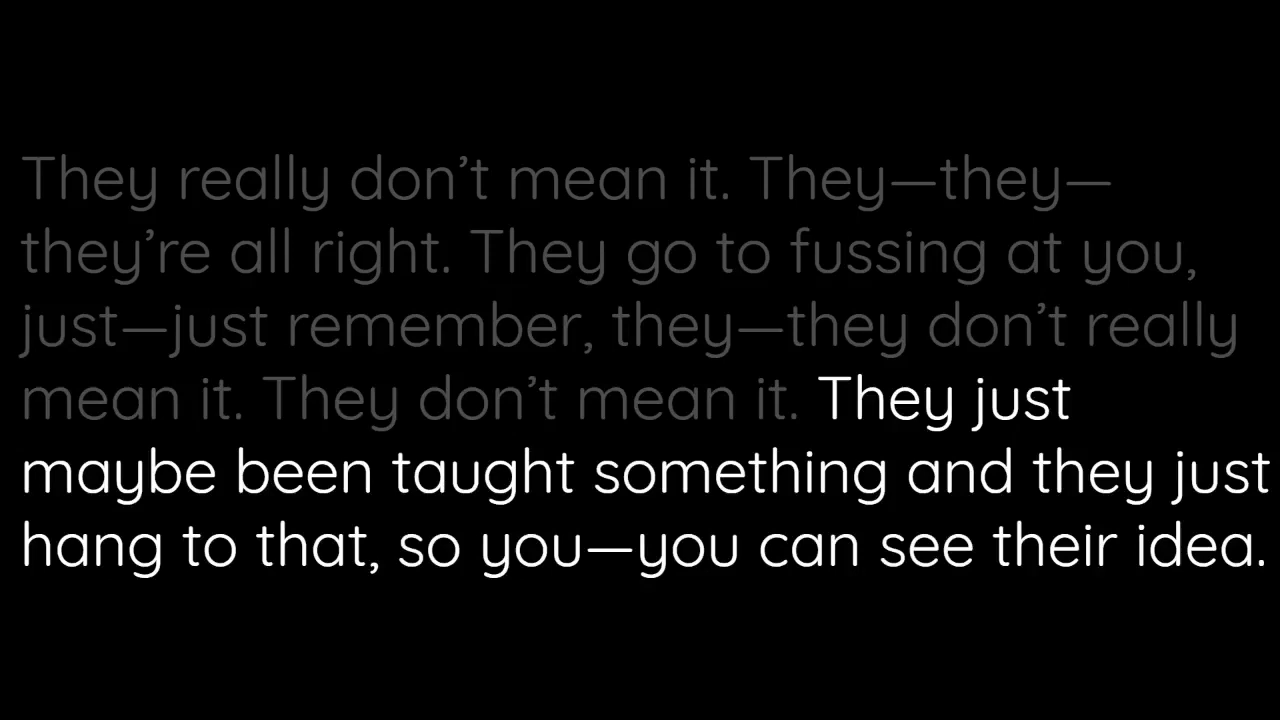 They really don’t mean it. They—they—
they’re all right. They go to fussing at you,
just—just remember, they—they don’t really
mean it. They don’t mean it. They just
maybe been taught something and they just
hang to that, so you—you can see their idea.